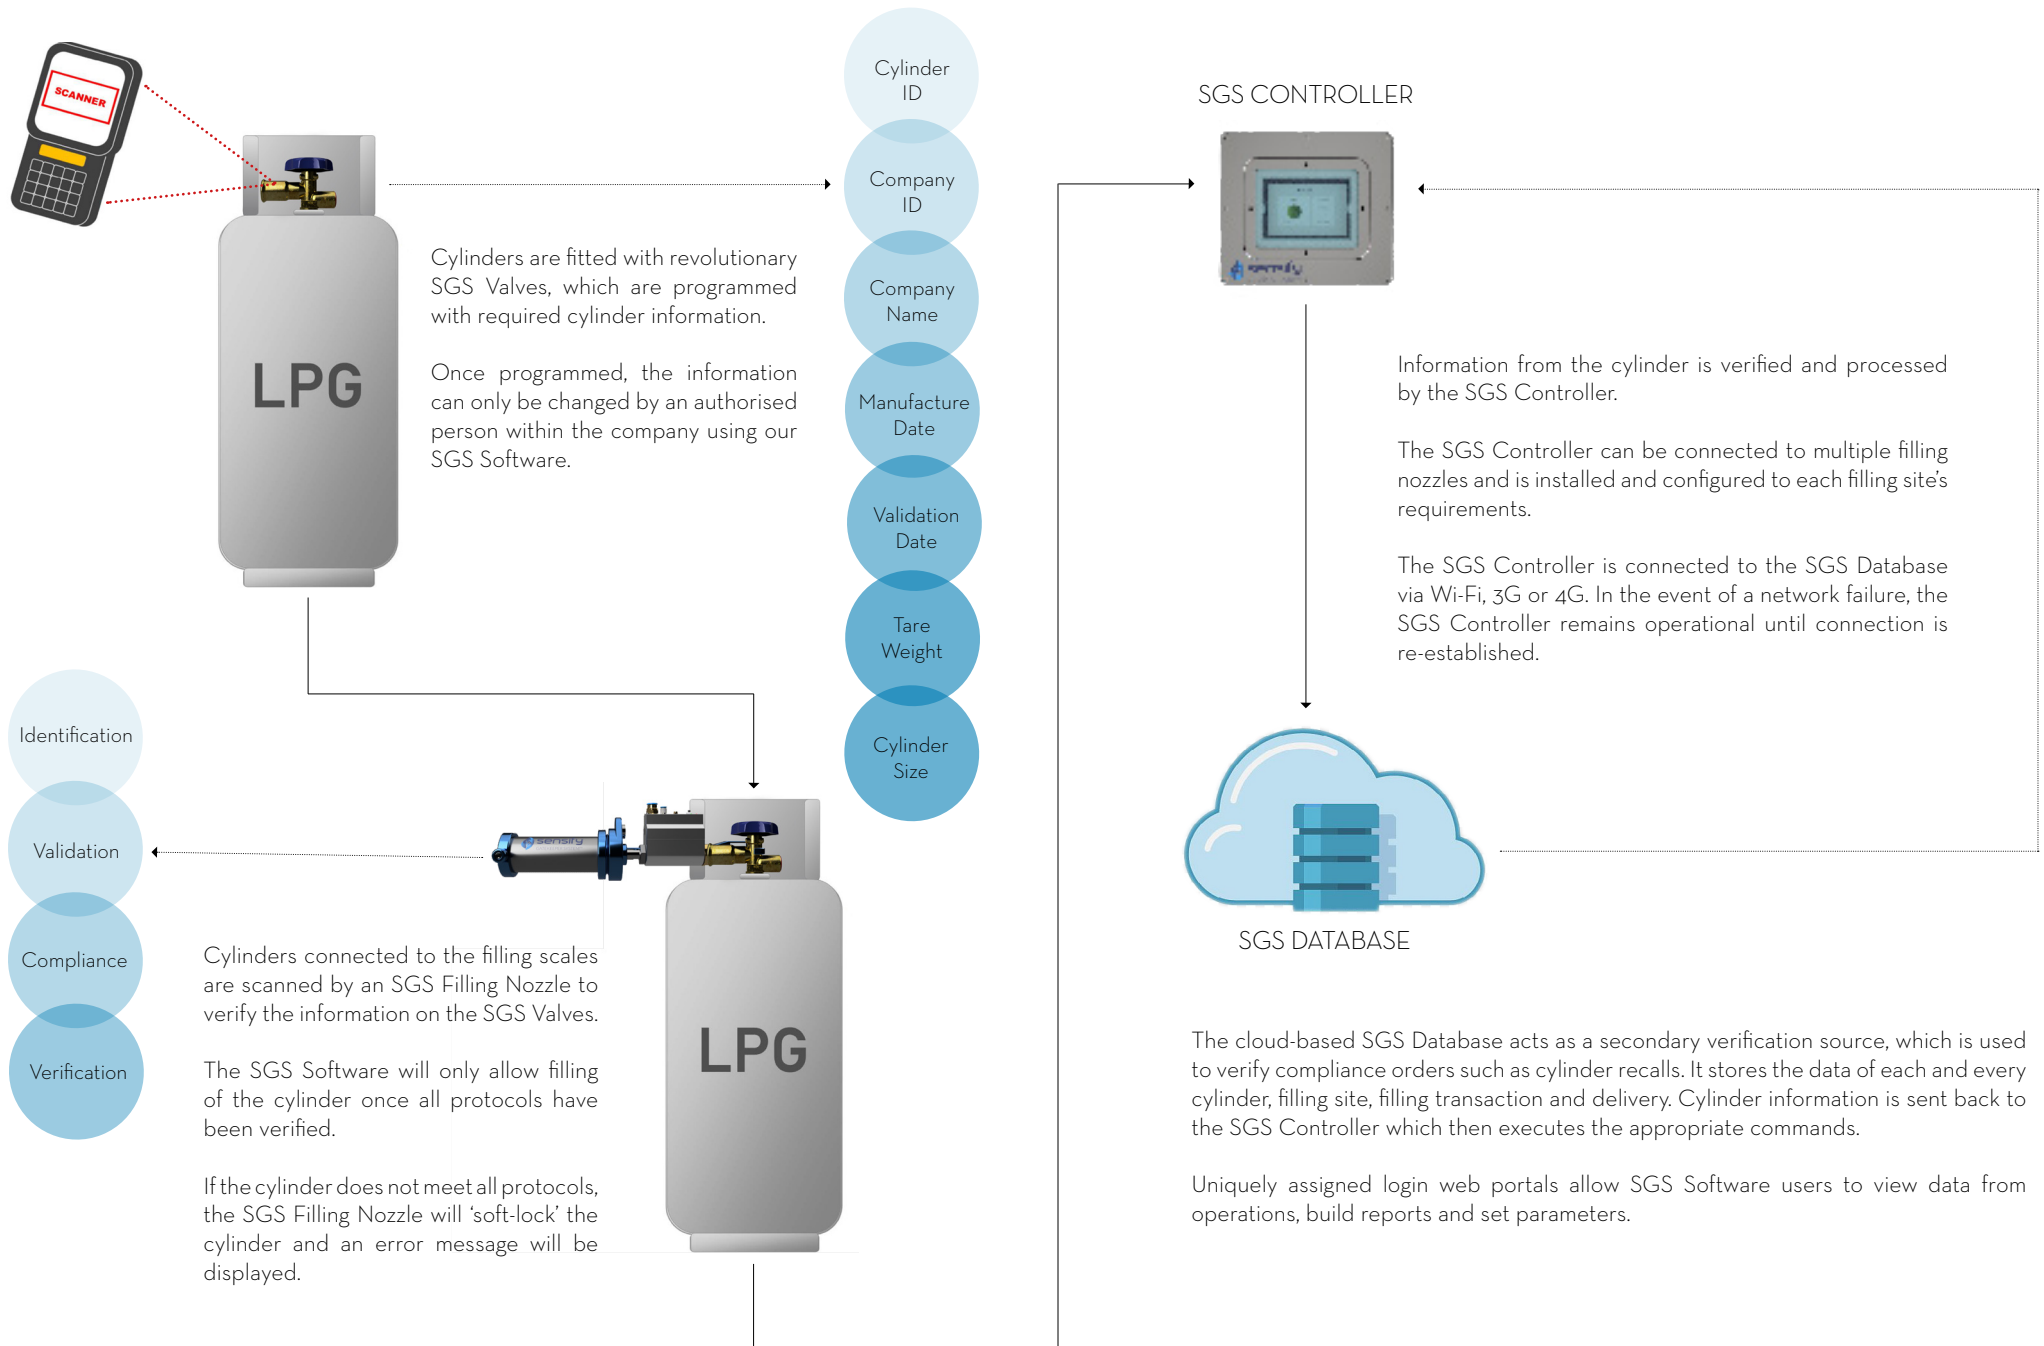 SCANNER
LPG
Cylinders are fitted with revolutionary
SGS Valves, which are programmed
with required cylinder information.
Once programmed, the information
can only be changed by an authorised
person within the company using our
SGS Software.
Cylinder
ID
Company
ID
Company
Name
Manufacture
Date
Validation
Date
Tare
Weight
Cylinder
Size
Identification
Validation
Compliance
Verification
sensify
LPG
Cylinders connected to the filling scales
are scanned by an SGS Filling Nozzle to
verify the information on the SGS Valves.
The SGS Software will only allow filling
of the cylinder once all protocols have
been verified.
If the cylinder does not meet all protocols,
the SGS Filling Nozzle will ‘soft-lock’ the
cylinder and an error message will be
displayed.
SGS CONTROLLER
sensify
Information from the cylinder is verified and processed
by the SGS Controller.
The SGS Controller can be connected to multiple filling
nozzles and is installed and configured to each filling site’s
requirements.
The SGS Controller is connected to the SGS Database
via Wi-Fi, 3G or 4G. In the event of a network failure, the
SGS Controller remains operational until connection is
re-established.
SGS DATABASE
The cloud-based SGS Database acts as a secondary verification source, which is used
to verify compliance orders such as cylinder recalls. It stores the data of each and every
cylinder, filling site, filling transaction and delivery. Cylinder information is sent back to
the SGS Controller which then executes the appropriate commands.
Uniquely assigned login web portals allow SGS Software users to view data from
operations, build reports and set parameters.